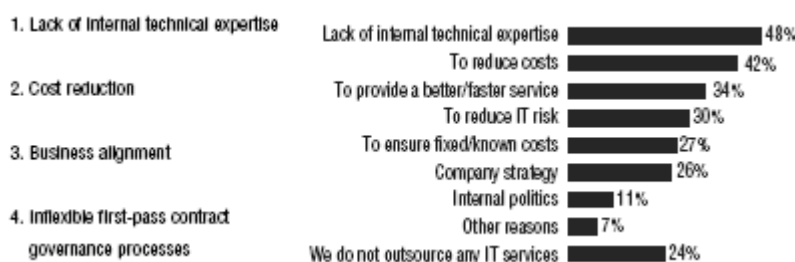 1. Lack of internal technical expertise
2. Cost reduction
3. Business alignment
4. Inflexible first-pass contract
governance processes
Lack of internal technical expertise 48%
To reduce costs 42%
To provide a better/faster service 34%
To reduce IT risk 30%
To ensure fixed/known costs 27%
Company strategy 26%
Internal politics 11%
Other reasons 7%
We do not outsource any IT services 24%